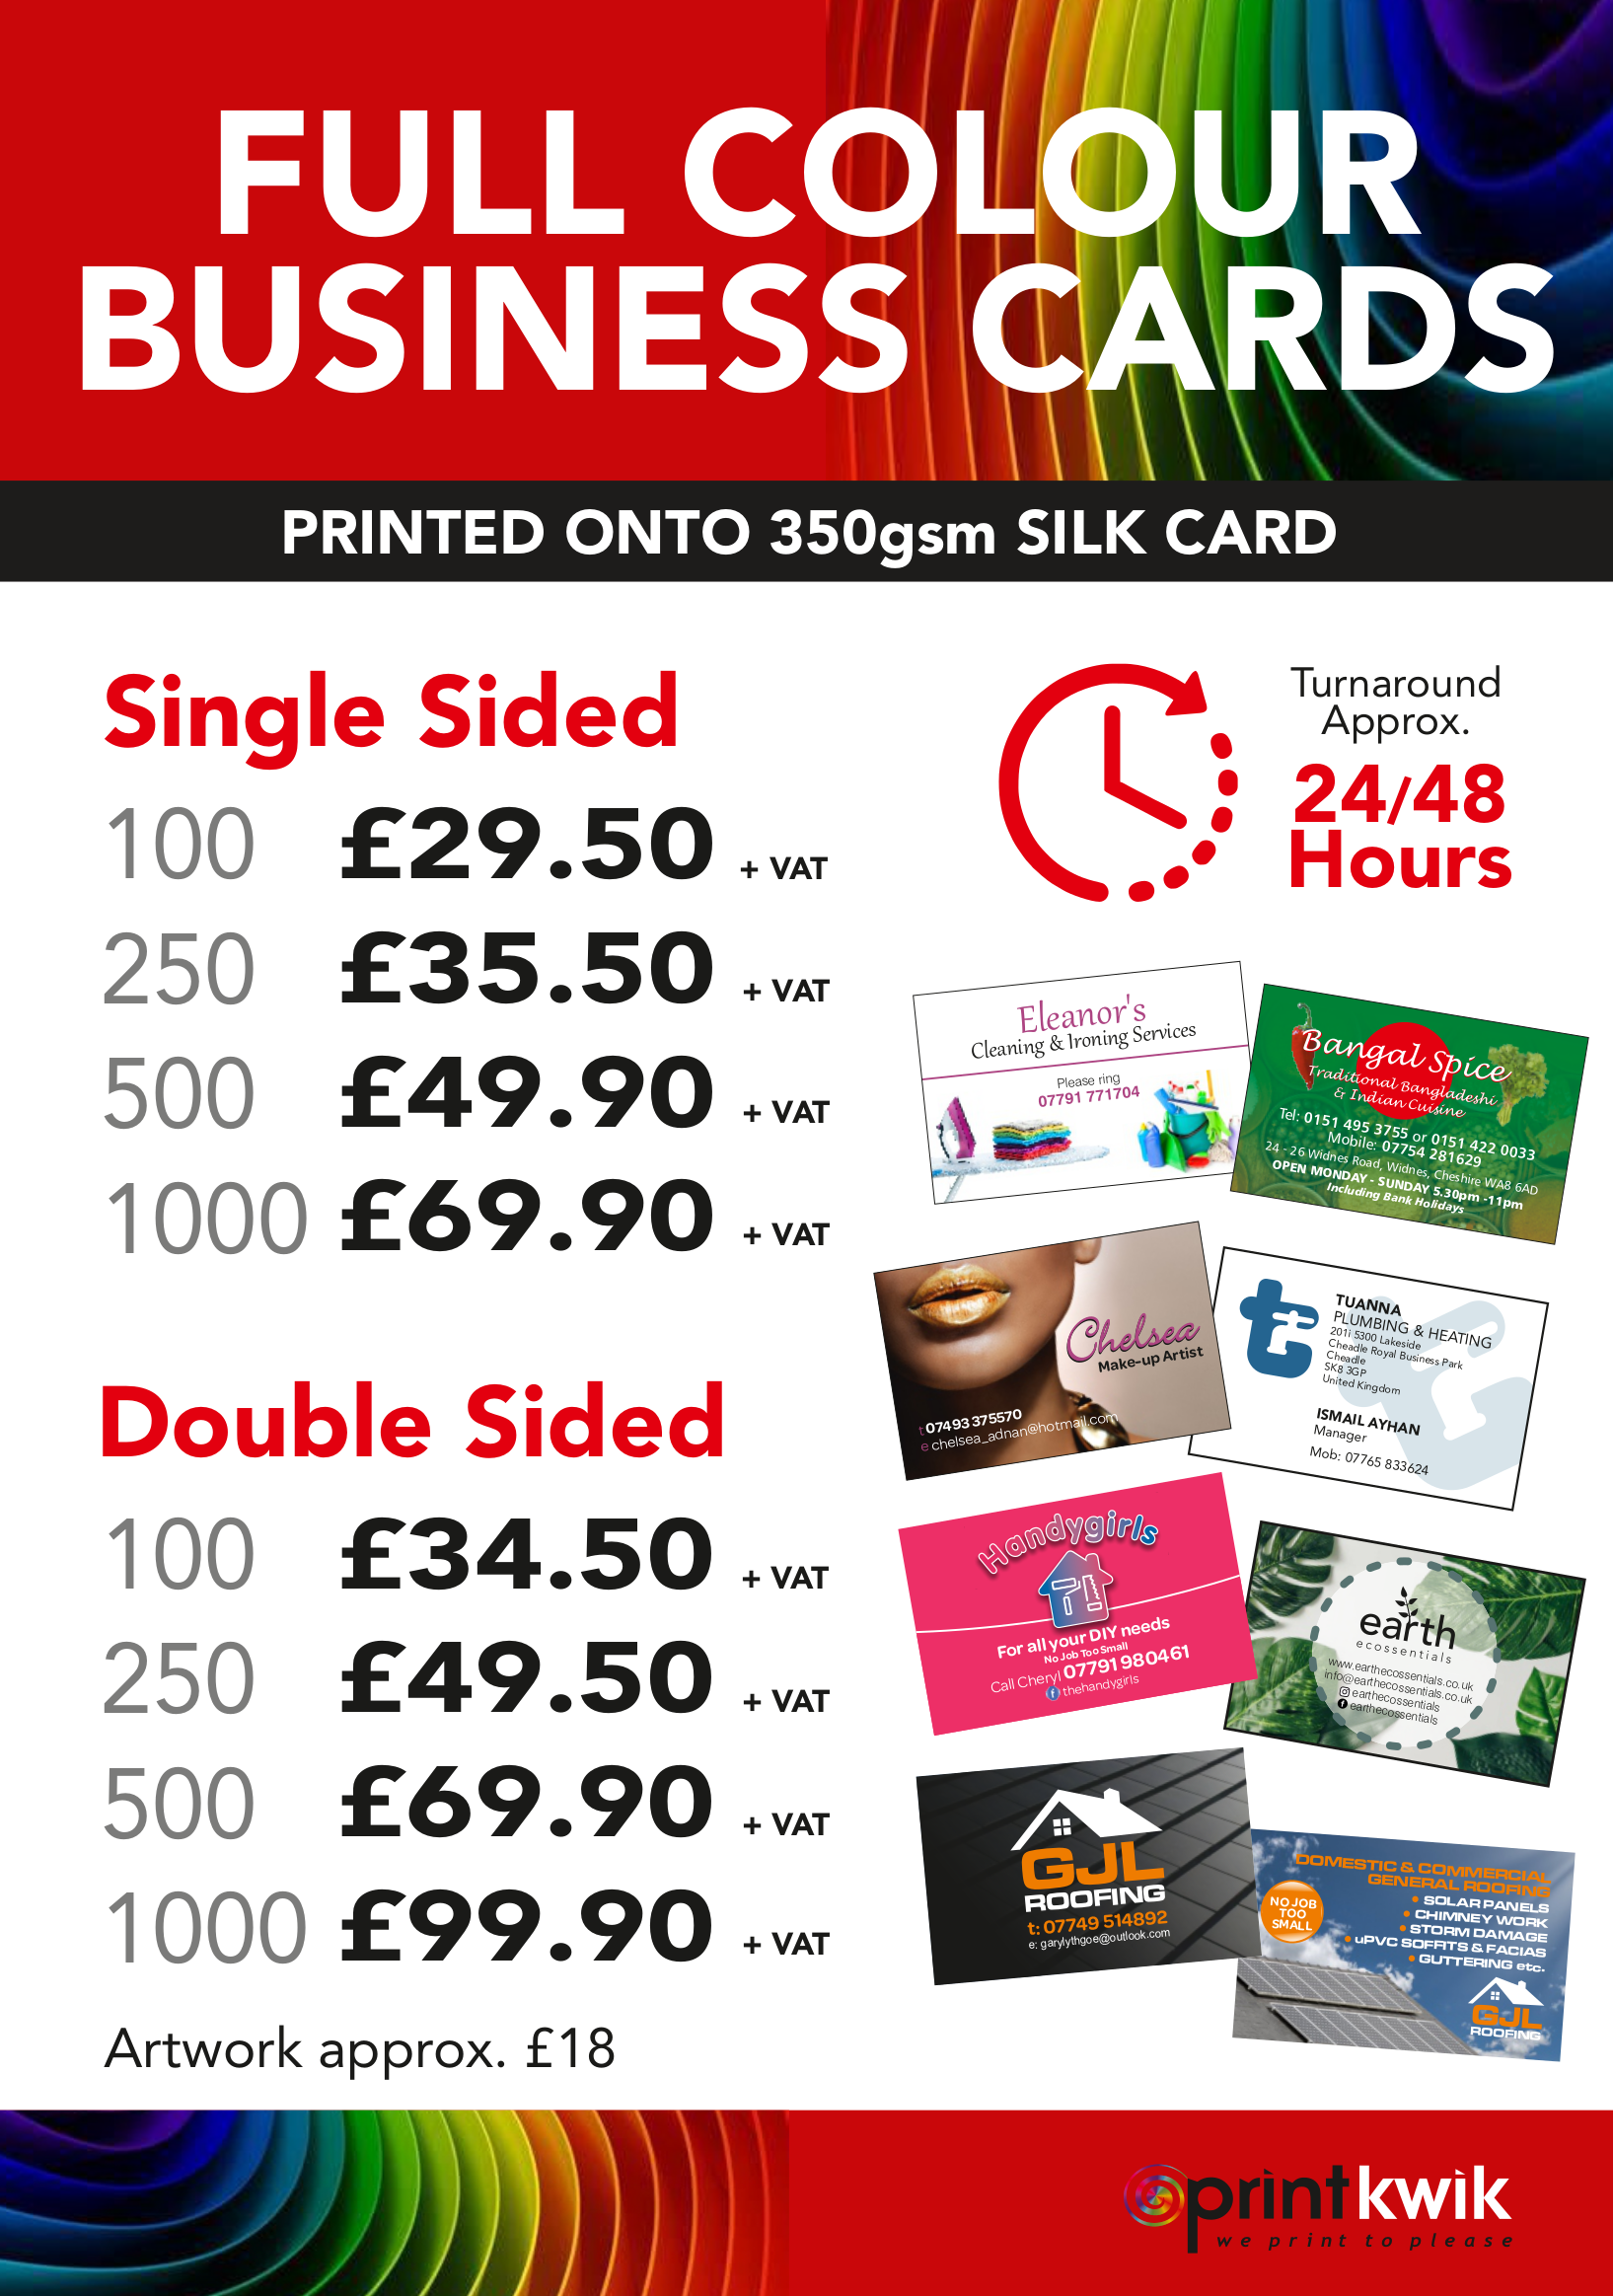 FULL COLOUR
BUSINESS CARDS
PRINTED ONTO 350gsm SILK CARD
Single Sided
100 £29.50 + VAT
250 £35.50 + VAT
500 £49.90 + VAT
1000 £69.90 + VAT
Double Sided
100 £34.50 + VAT
250 £49.50 + VAT
500 £69.90 + VAT
1000 £99.90 + VAT
Artwork approx. £18
Turnaround
Approx.
24/48
Hours
Eleanor's
Cleaning & Ironing Services
Please ring
07791 771704
Bangal Spice
Traditional Bangladeshi
& Indian Cuisine
Tel: 0151 495 3755 or 0151 422 0033
Mobile: 07754 281629
24 - 26 Widnes Road, Widnes, Cheshire WA8 6AD
OPEN MONDAY - SUNDAY 5.30pm -11pm
Including Bank Holidays
Chelsea
Make-up Artist
t 07493 375570
e chelsea_adnan@hotmail.com
TUANNA
PLUMBING & HEATING
201i 5300 Lakeside
Cheadle Royal Business Park
Cheadle
SK8 3GP
United Kingdom
ISMAIL AYHAN
Manager
Mob: 07765 833624
Handygirls
For all your DIY needs
No Job Too Small
Call Cheryl 07791 980461
f thehandygirls
earth
ecossentials
www.earthecossentials.co.uk
info@earthecossentials.co.uk
earthecossentials
f earthecossentials
GJL
ROOFING
t: 07749 514892
e: garylythgoe@outlook.com
DOMESTIC & COMMERCIAL
GENERAL ROOFING
NO JOB
TOO
SMALL
• SOLAR PANELS
• CHIMNEY WORK
• STORM DAMAGE
• uPVC SOFFITS & FACIAS
• GUTTERING etc.
GJL
ROOFING
printkwik
we print to please